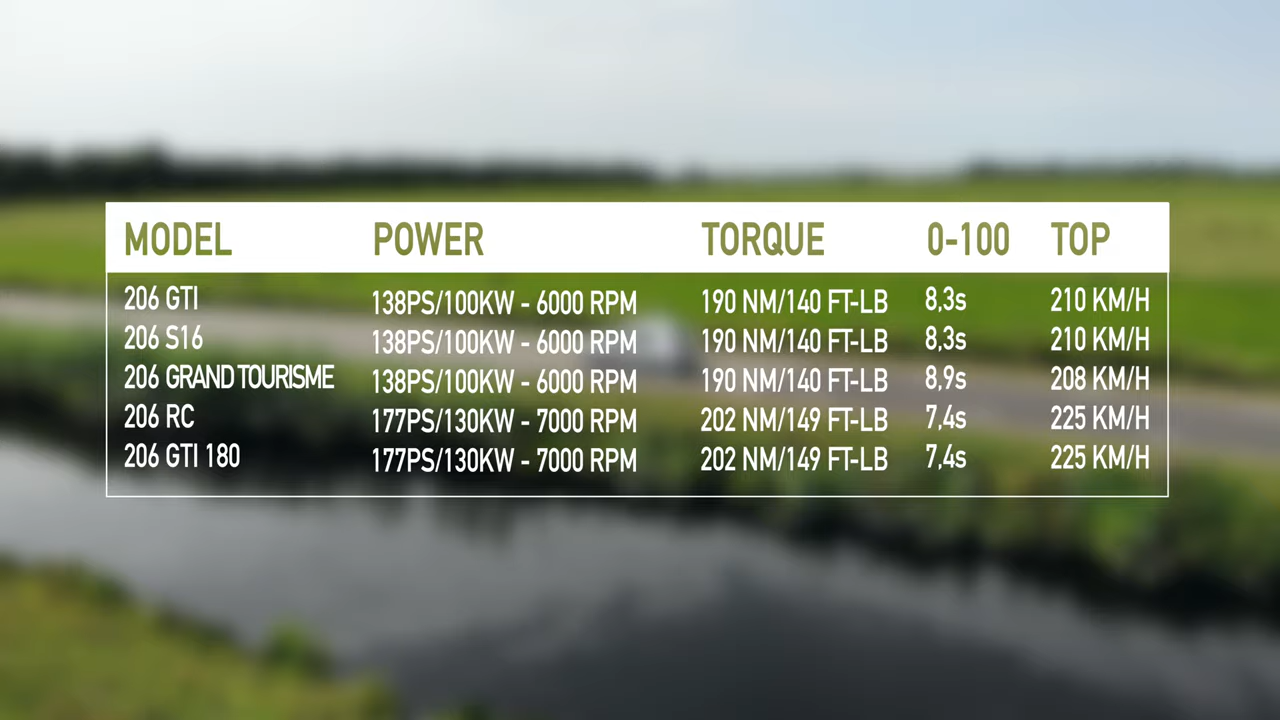 MODEL POWER TORQUE 0-100 TOP
206 GTI 138PS/100KW - 6000 RPM 190 NM/140 FT-LB 8,3s 210 KM/H
206 S16 138PS/100KW - 6000 RPM 190 NM/140 FT-LB 8,3s 210 KM/H
206 GRAND TOURISME 138PS/100KW - 6000 RPM 190 NM/140 FT-LB 8,9s 208 KM/H
206 RC 177PS/130KW - 7000 RPM 202 NM/149 FT-LB 7,4s 225 KM/H
206 GTI 180 177PS/130KW - 7000 RPM 202 NM/149 FT-LB 7,4s 225 KM/H